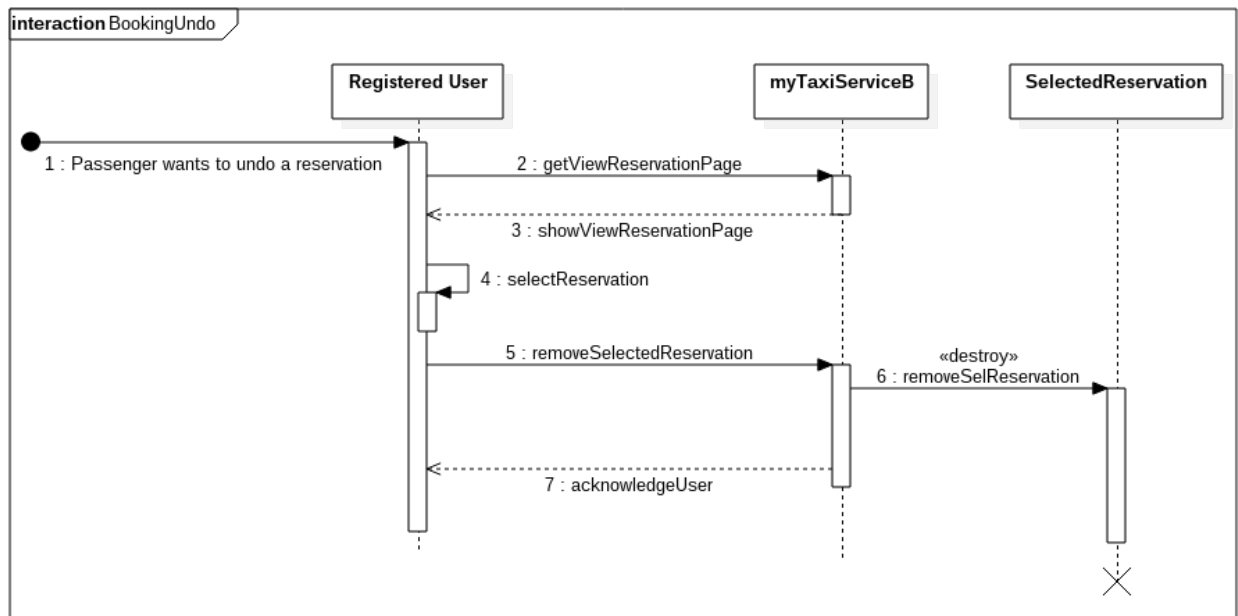 interaction BookingUndo
Registered User
myTaxiServiceB
SelectedReservation
1 : Passenger wants to undo a reservation
2 : getViewReservationPage
3 : showViewReservationPage
4 : selectReservation
5 : removeSelectedReservation
«destroy»
6 : removeSelReservation
7 : acknowledgeUser